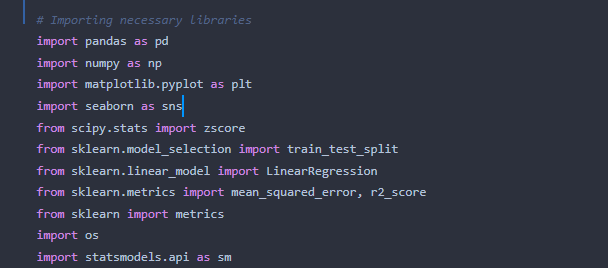 # Importing necessary libraries
import pandas as pd
import numpy as np
import matplotlib.pyplot as plt
import seaborn as sns
from scipy.stats import zscore
from sklearn.model_selection import train_test_split
from sklearn.linear_model import LinearRegression
from sklearn.metrics import mean_squared_error, r2_score
from sklearn import metrics
import os
import statsmodels.api as sm